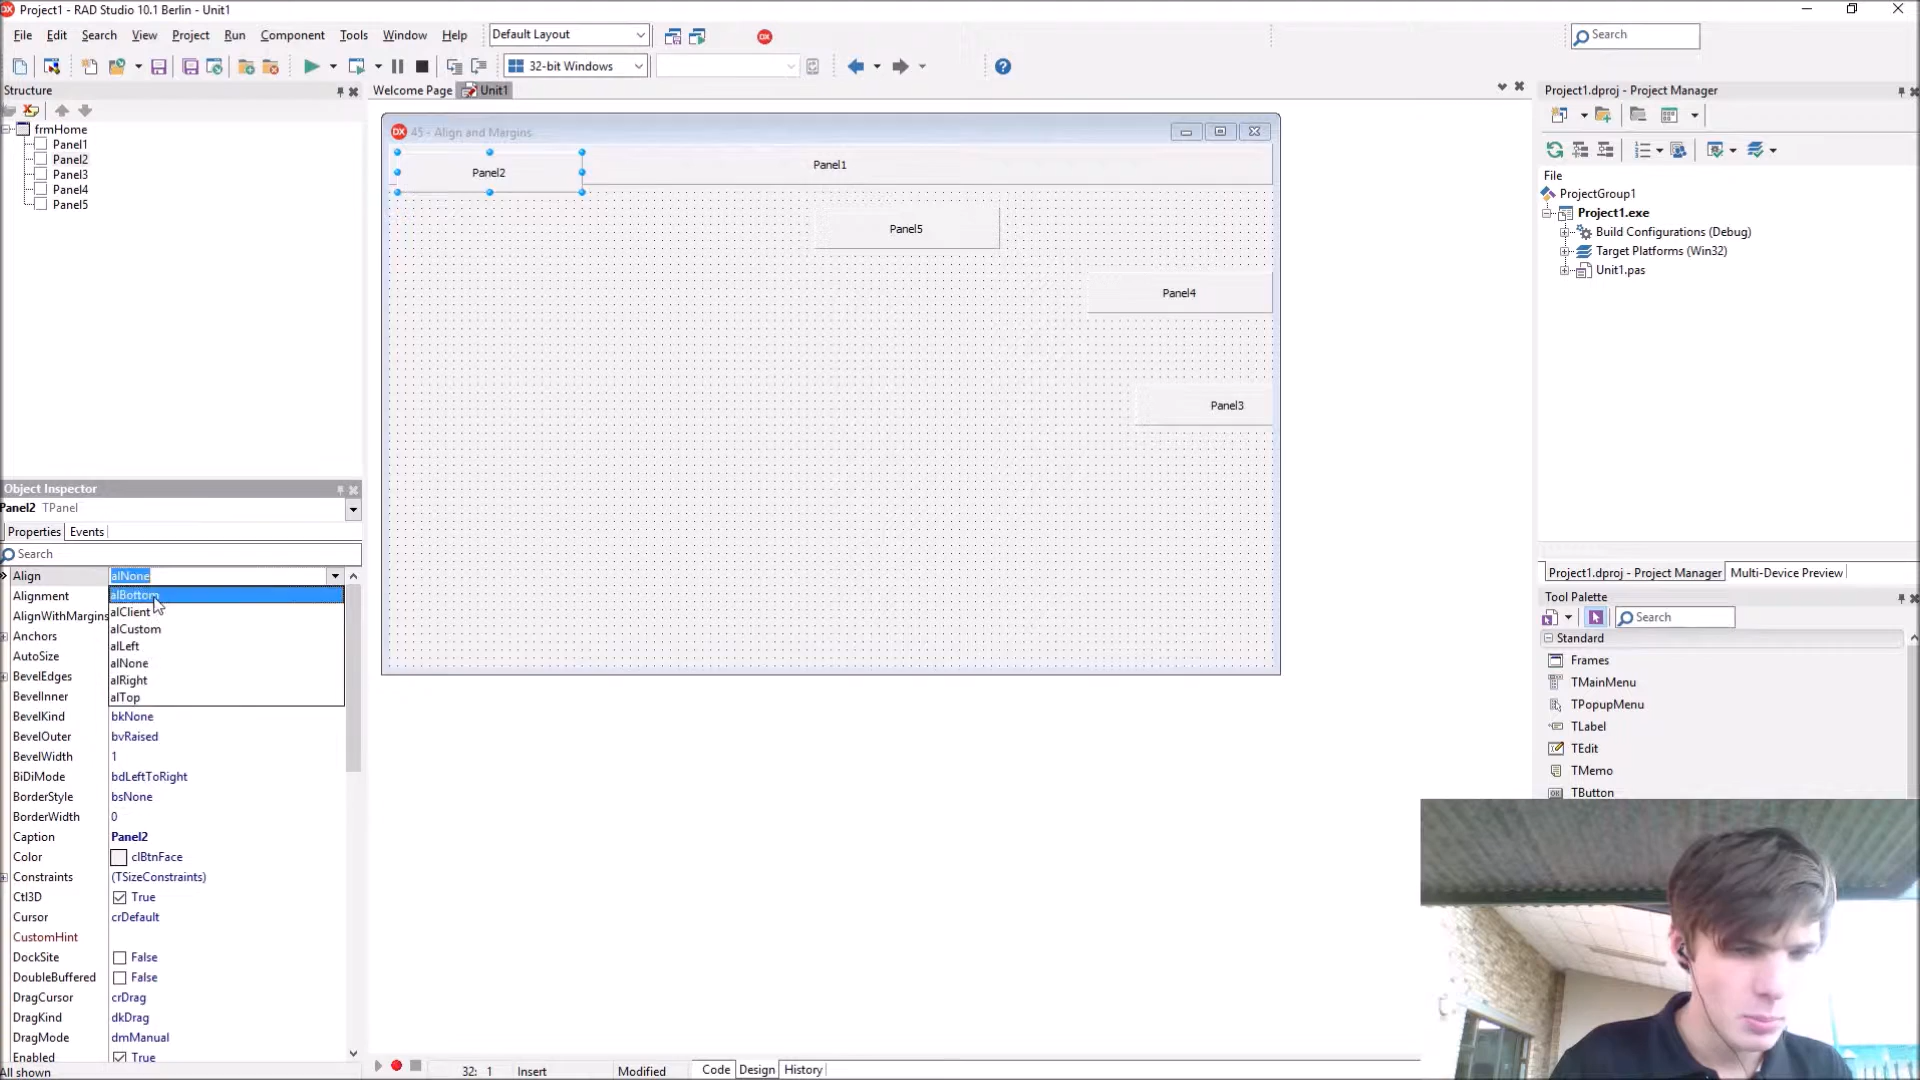 Project1 - RAD Studio 10.1 Berlin - Unit1
File Edit Search View Project Run Component Tools Window Help
Default Layout
Search
32-bit Windows
Structure
frmHome
Panel1
Panel2
Panel3
Panel4
Panel5
Object Inspector
Panel2 TPanel
Properties Events
Search
Align alNone
alBottom
alClient
alCustom
alLeft
alNone
alRight
alTop
Alignment
AlignWithMargins
Anchors
AutoSize
BevelEdges
BevelInner
BevelKind bkNone
BevelOuter bvRaised
BevelWidth 1
BiDiMode bdLeftToRight
BorderStyle bsNone
BorderWidth 0
Caption Panel2
Color clBtnFace
Constraints (TSizeConstraints)
Ctl3D True
Cursor crDefault
CustomHint
DockSite False
DoubleBuffered False
DragCursor crDrag
DragKind dkDrag
DragMode dmManual
Enabled True
All shown
Welcome Page Unit1
45 - Align and Margins
Panel2
Panel1
Panel5
Panel4
Panel3
32: 1 Insert Modified Code Design History
Project1.dproj - Project Manager
File
ProjectGroup1
Project1.exe
Build Configurations (Debug)
Target Platforms (Win32)
Unit1.pas
Project1.dproj - Project Manager Multi-Device Preview
Tool Palette
Search
Standard
Frames
TMainMenu
TPopupMenu
TLabel
TEdit
TMemo
TButton